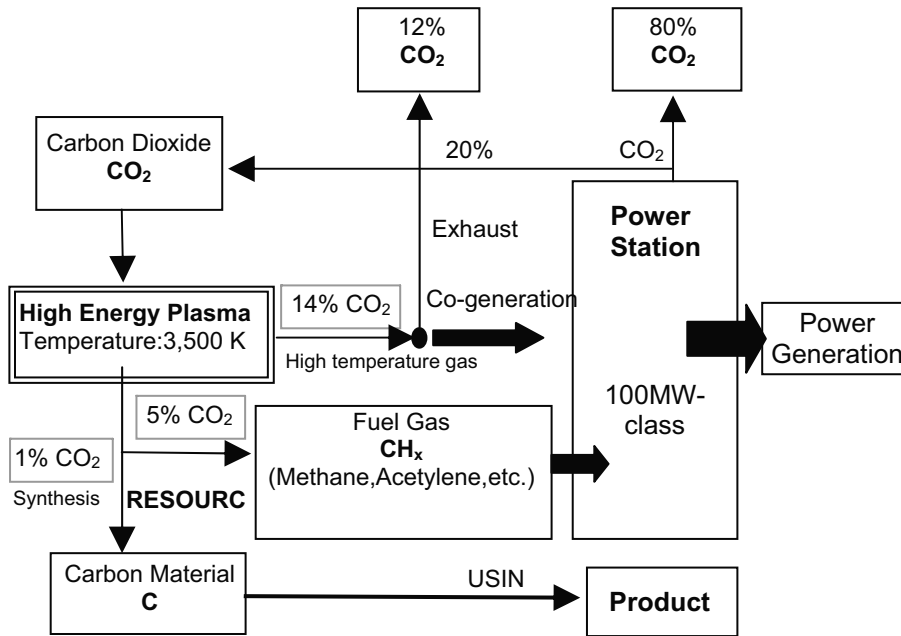 12%
CO₂
80%
CO₂
Carbon Dioxide
CO₂
20%
CO₂
Exhaust
Power
Station
100MW-
class
High Energy Plasma
Temperature:3,500 K
14% CO₂
High temperature gas
Co-generation
Power
Generation
5% CO₂
1% CO₂
Synthesis
RESOURC
Fuel Gas
CHₓ
(Methane,Acetylene,etc.)
Carbon Material
C
USIN
Product